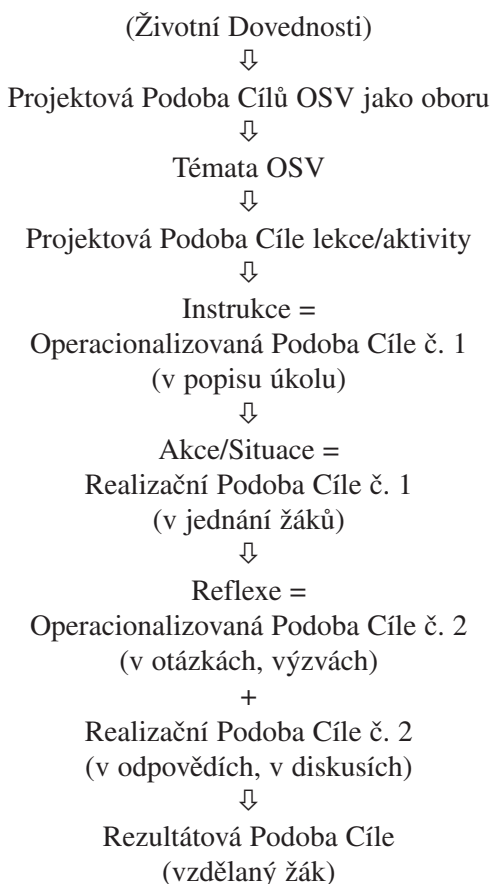 (Životní Dovednosti)
⇩
Projektová Podoba Cílů OSV jako oboru
⇩
Témata OSV
⇩
Projektová Podoba Cíle lekce/aktivity
⇩
Instrukce =
Operacionalizovaná Podoba Cíle č. 1
(v popisu úkolu)
⇩
Akce/Situace =
Realizační Podoba Cíle č. 1
(v jednání žáků)
⇩
Reflexe =
Operacionalizovaná Podoba Cíle č. 2
(v otázkách, výzvách)
+
Realizační Podoba Cíle č. 2
(v odpovědích, v diskusích)
⇩
Rezultátová Podoba Cíle
(vzdělaný žák)